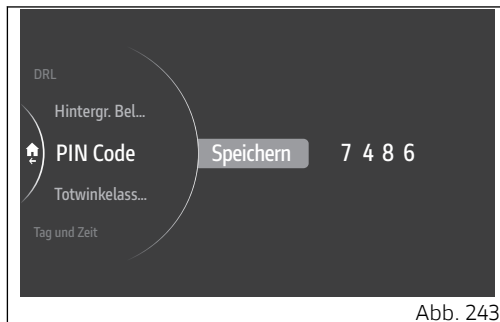 DRL
Hintergr. Bel...
PIN Code
Speichern
7 4 8 6
Totwinkelass...
Tag und Zeit
Abb. 243